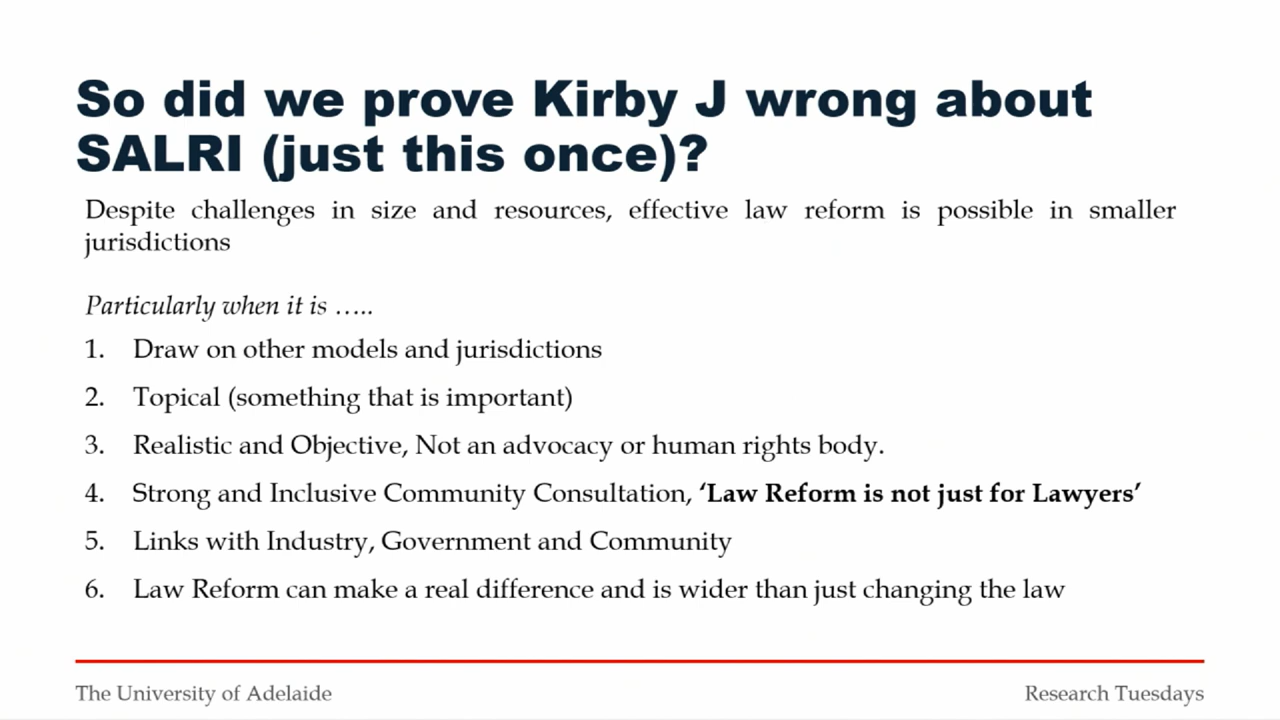 So did we prove Kirby J wrong about
SALRI (just this once)?
Despite challenges in size and resources, effective law reform is possible in smaller
jurisdictions
Particularly when it is …..
1. Draw on other models and jurisdictions
2. Topical (something that is important)
3. Realistic and Objective, Not an advocacy or human rights body.
4. Strong and Inclusive Community Consultation, ‘Law Reform is not just for Lawyers’
5. Links with Industry, Government and Community
6. Law Reform can make a real difference and is wider than just changing the law
The University of Adelaide
Research Tuesdays